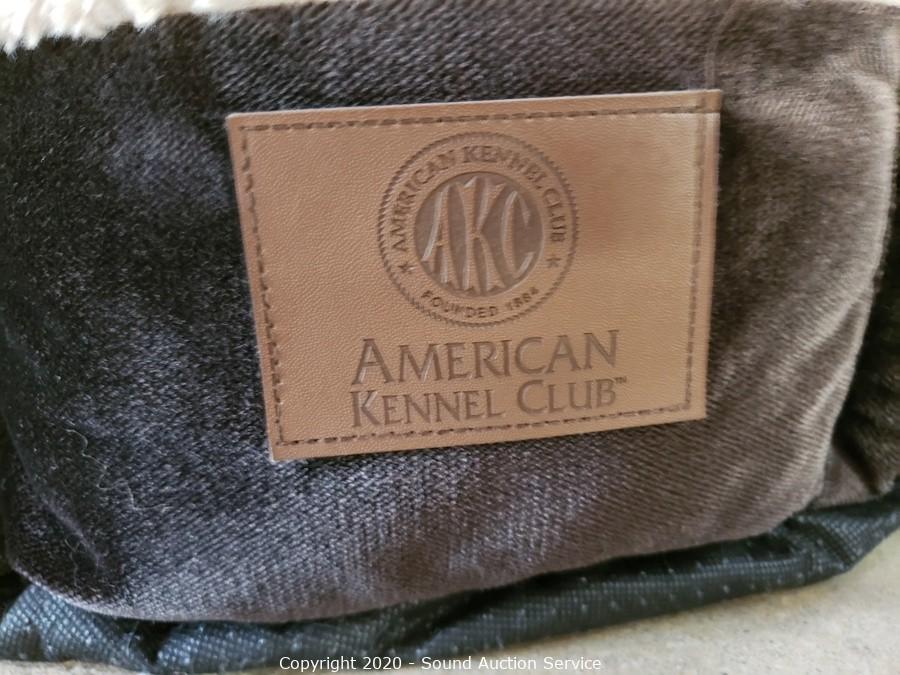 AMERICAN KENNEL CLUB
AKC
FOUNDED 1884
AMERICAN
KENNEL CLUB™
Copyright 2020 - Sound Auction Service